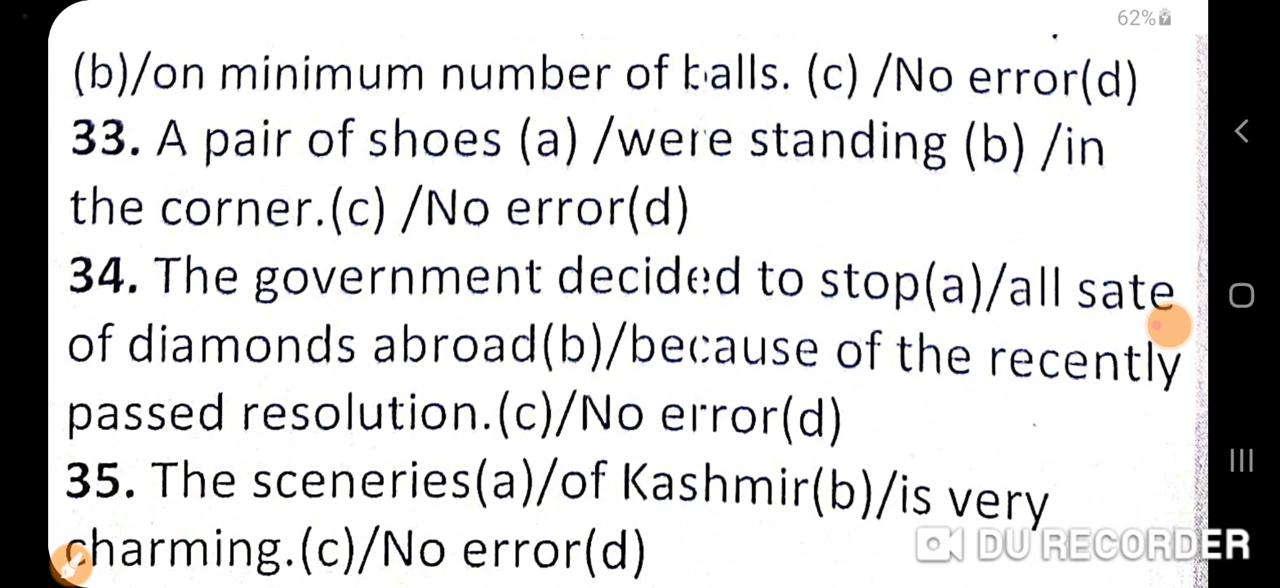 62%
(b)/on minimum number of balls. (c) /No error(d)
33. A pair of shoes (a) /were standing (b) /in
the corner.(c) /No error(d)
34. The government decided to stop(a)/all sate
of diamonds abroad(b)/because of the recently
passed resolution.(c)/No error(d)
35. The sceneries(a)/of Kashmir(b)/is very
charming.(c)/No error(d)
DU RECORDER